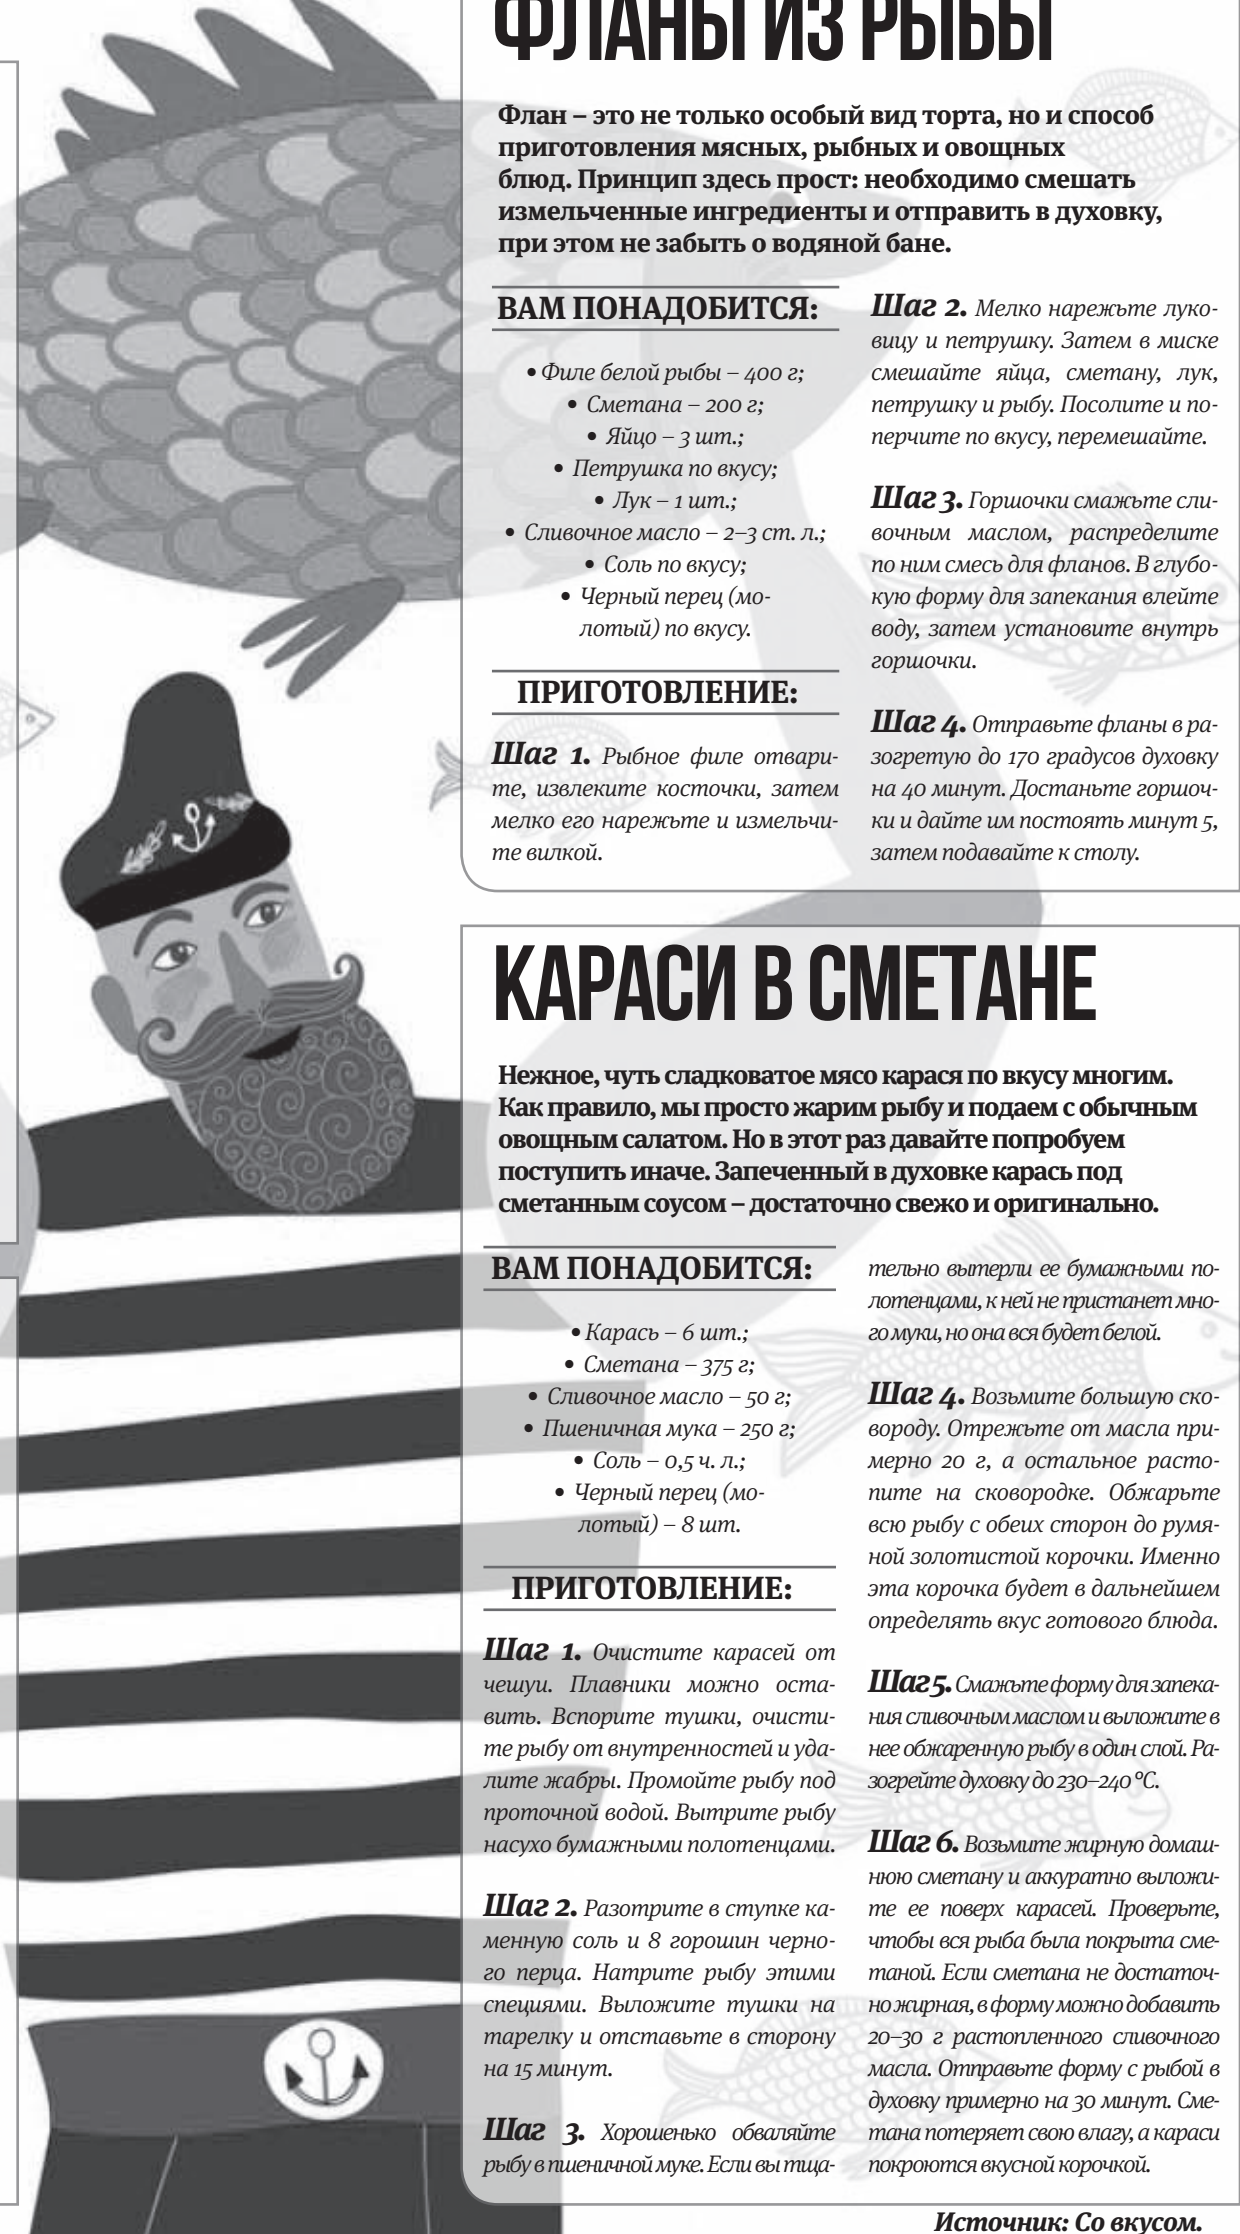 ФЛАНЫ ИЗ РЫБЫ
Флан – это не только особый вид торта, но и способ
приготовления мясных, рыбных и овощных
блюд. Принцип здесь прост: необходимо смешать
измельченные ингредиенты и отправить в духовку,
при этом не забыть о водяной бане.
ВАМ ПОНАДОБИТСЯ:
• Филе белой рыбы – 400 г;
• Сметана – 200 г;
• Яйцо – 3 шт.;
• Петрушка по вкусу;
• Лук – 1 шт.;
• Сливочное масло – 2–3 ст. л.;
• Соль по вкусу;
• Черный перец (мо-
лотый) по вкусу.
ПРИГОТОВЛЕНИЕ:
Шаг 1. Рыбное филе отвари-
те, извлеките косточки, затем
мелко его нарежьте и измельчи-
те вилкой.
Шаг 2. Мелко нарежьте луко-
вицу и петрушку. Затем в миске
смешайте яйца, сметану, лук,
петрушку и рыбу. Посолите и по-
перчите по вкусу, перемешайте.
Шаг 3. Горшочки смажьте сли-
вочным маслом, распределите
по ним смесь для фланов. В глубо-
кую форму для запекания влейте
воду, затем установите внутрь
горшочки.
Шаг 4. Отправьте фланы в ра-
зогретую до 170 градусов духовку
на 40 минут. Достаньте горшоч-
ки и дайте им постоять минут 5,
затем подавайте к столу.
КАРАСИ В СМЕТАНЕ
Нежное, чуть сладковатое мясо карася по вкусу многим.
Как правило, мы просто жарим рыбу и подаем с обычным
овощным салатом. Но в этот раз давайте попробуем
поступить иначе. Запеченный в духовке карась под
сметанным соусом – достаточно свежо и оригинально.
ВАМ ПОНАДОБИТСЯ:
• Карась – 6 шт.;
• Сметана – 375 г;
• Сливочное масло – 50 г;
• Пшеничная мука – 250 г;
• Соль – 0,5 ч. л.;
• Черный перец (мо-
лотый) – 8 шт.
ПРИГОТОВЛЕНИЕ:
Шаг 1. Очистите карасей от
чешуи. Плавники можно оста-
вить. Вспорите тушки, очисти-
те рыбу от внутренностей и уда-
лите жабры. Промойте рыбу под
проточной водой. Вытрите рыбу
насухо бумажными полотенцами.
Шаг 2. Разотрите в ступке ка-
менную соль и 8 горошин черно-
го перца. Натрите рыбу этими
специями. Выложите тушки на
тарелку и отставьте в сторону
на 15 минут.
Шаг 3. Хорошенько обваляйте
рыбу в пшеничной муке. Если вы тща-
тельно вытерли ее бумажными по-
лотенцами, к ней не пристанет мно-
го муки, но она вся будет белой.
Шаг 4. Возьмите большую ско-
вороду. Отрежьте от масла при-
мерно 20 г, а остальное расто-
пите на сковородке. Обжарьте
всю рыбу с обеих сторон до румя-
ной золотистой корочки. Именно
эта корочка будет в дальнейшем
определять вкус готового блюда.
Шаг 5. Смажьте форму для запека-
ния сливочным маслом и выложите в
нее обжаренную рыбу в один слой. Ра-
зогрейте духовку до 230–240 °C.
Шаг 6. Возьмите жирную домаш-
нюю сметану и аккуратно выложи-
те ее поверх карасей. Проверьте,
чтобы вся рыба была покрыта сме-
таной. Если сметана не достаточ-
но жирная, в форму можно добавить
20–30 г растопленного сливочного
масла. Отправьте форму с рыбой в
духовку примерно на 30 минут. Сме-
тана потеряет свою влагу, а караси
покроются вкусной корочкой.
Источник: Со вкусом.